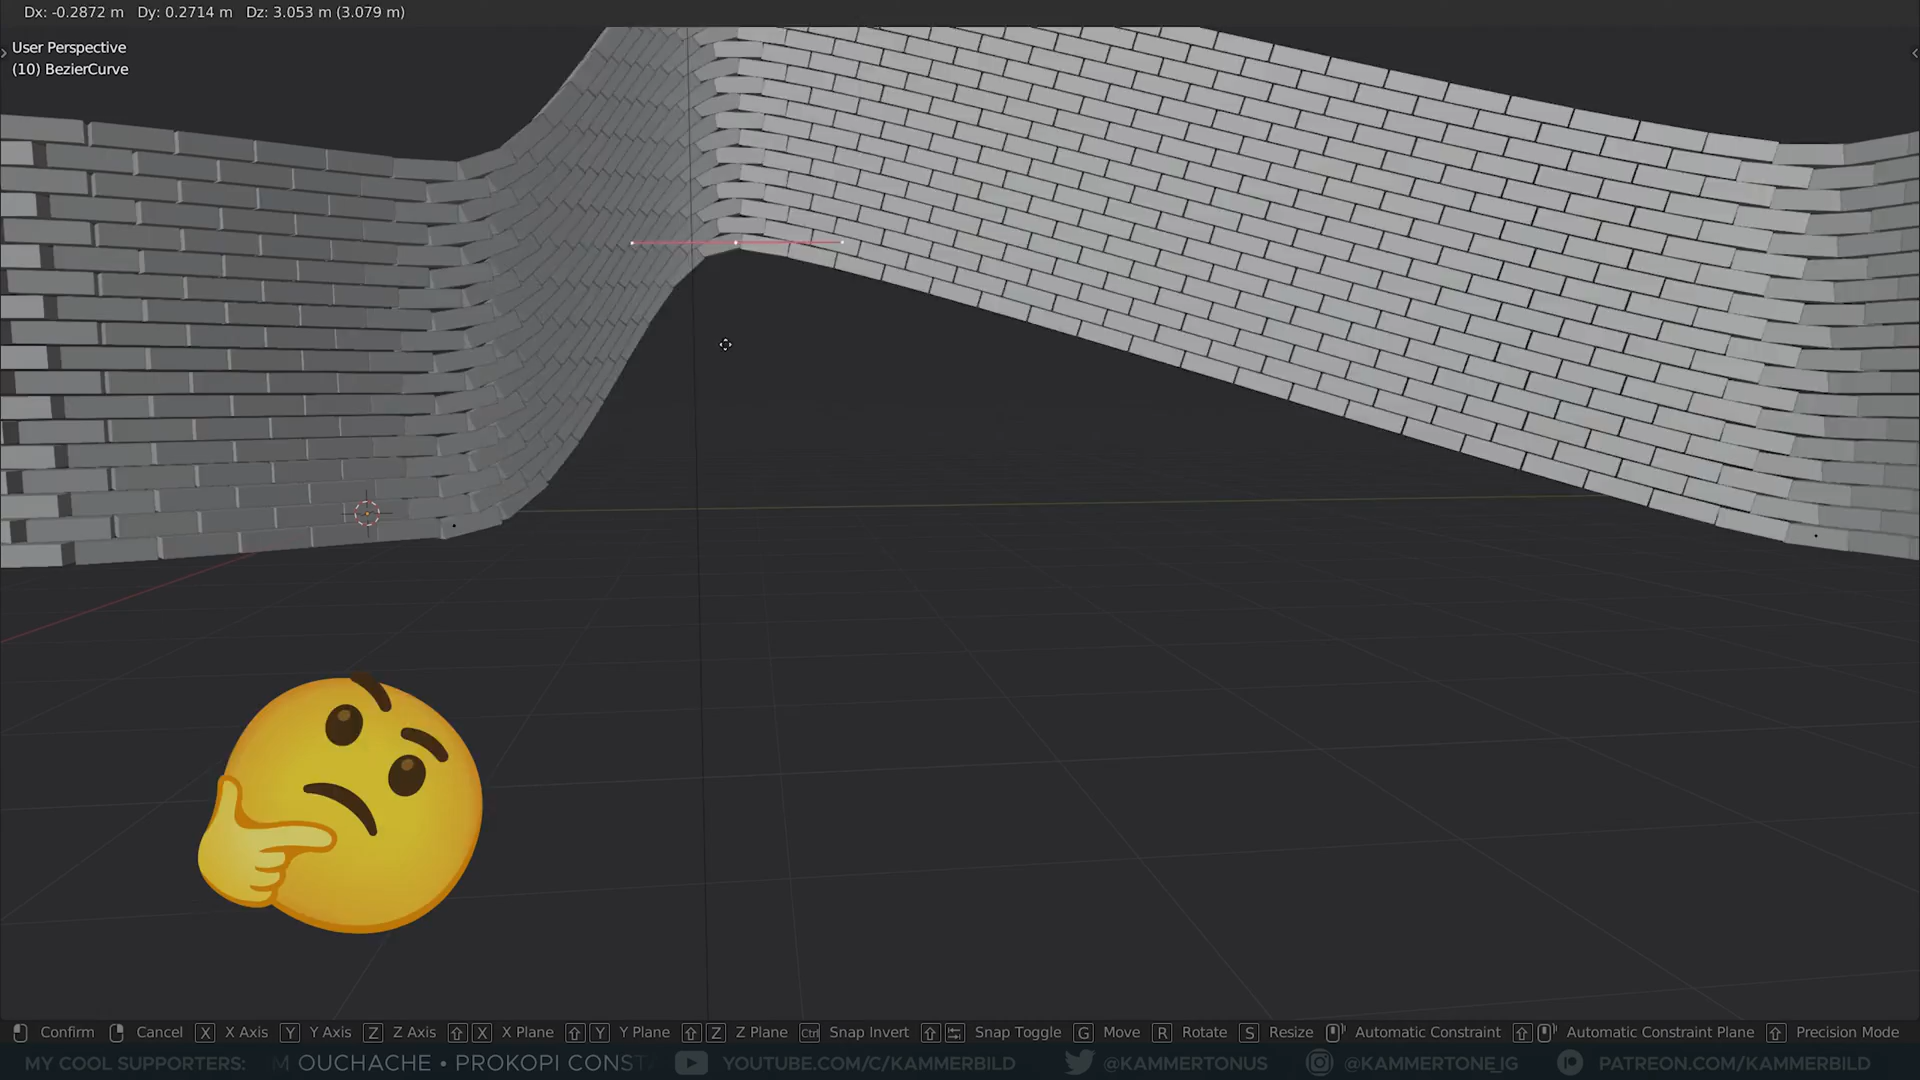 Dx: -0.2872 m Dy: 0.2714 m Dz: 3.053 m (3.079 m)
User Perspective
(10) BezierCurve
Confirm Cancel X X Axis Y Y Axis Z Z Axis X X Plane Y Y Plane Z Z Plane Ctrl Snap Invert Snap Toggle G Move R Rotate S Resize Automatic Constraint Automatic Constraint Plane Precision Mode
MY COOL SUPPORTERS: M OUCHACHE • PROKOPI CONSTA YOUTUBE.COM/C/KAMMERBILD @KAMMERTONUS @KAMMERTONE_IG PATREON.COM/KAMMERBILD